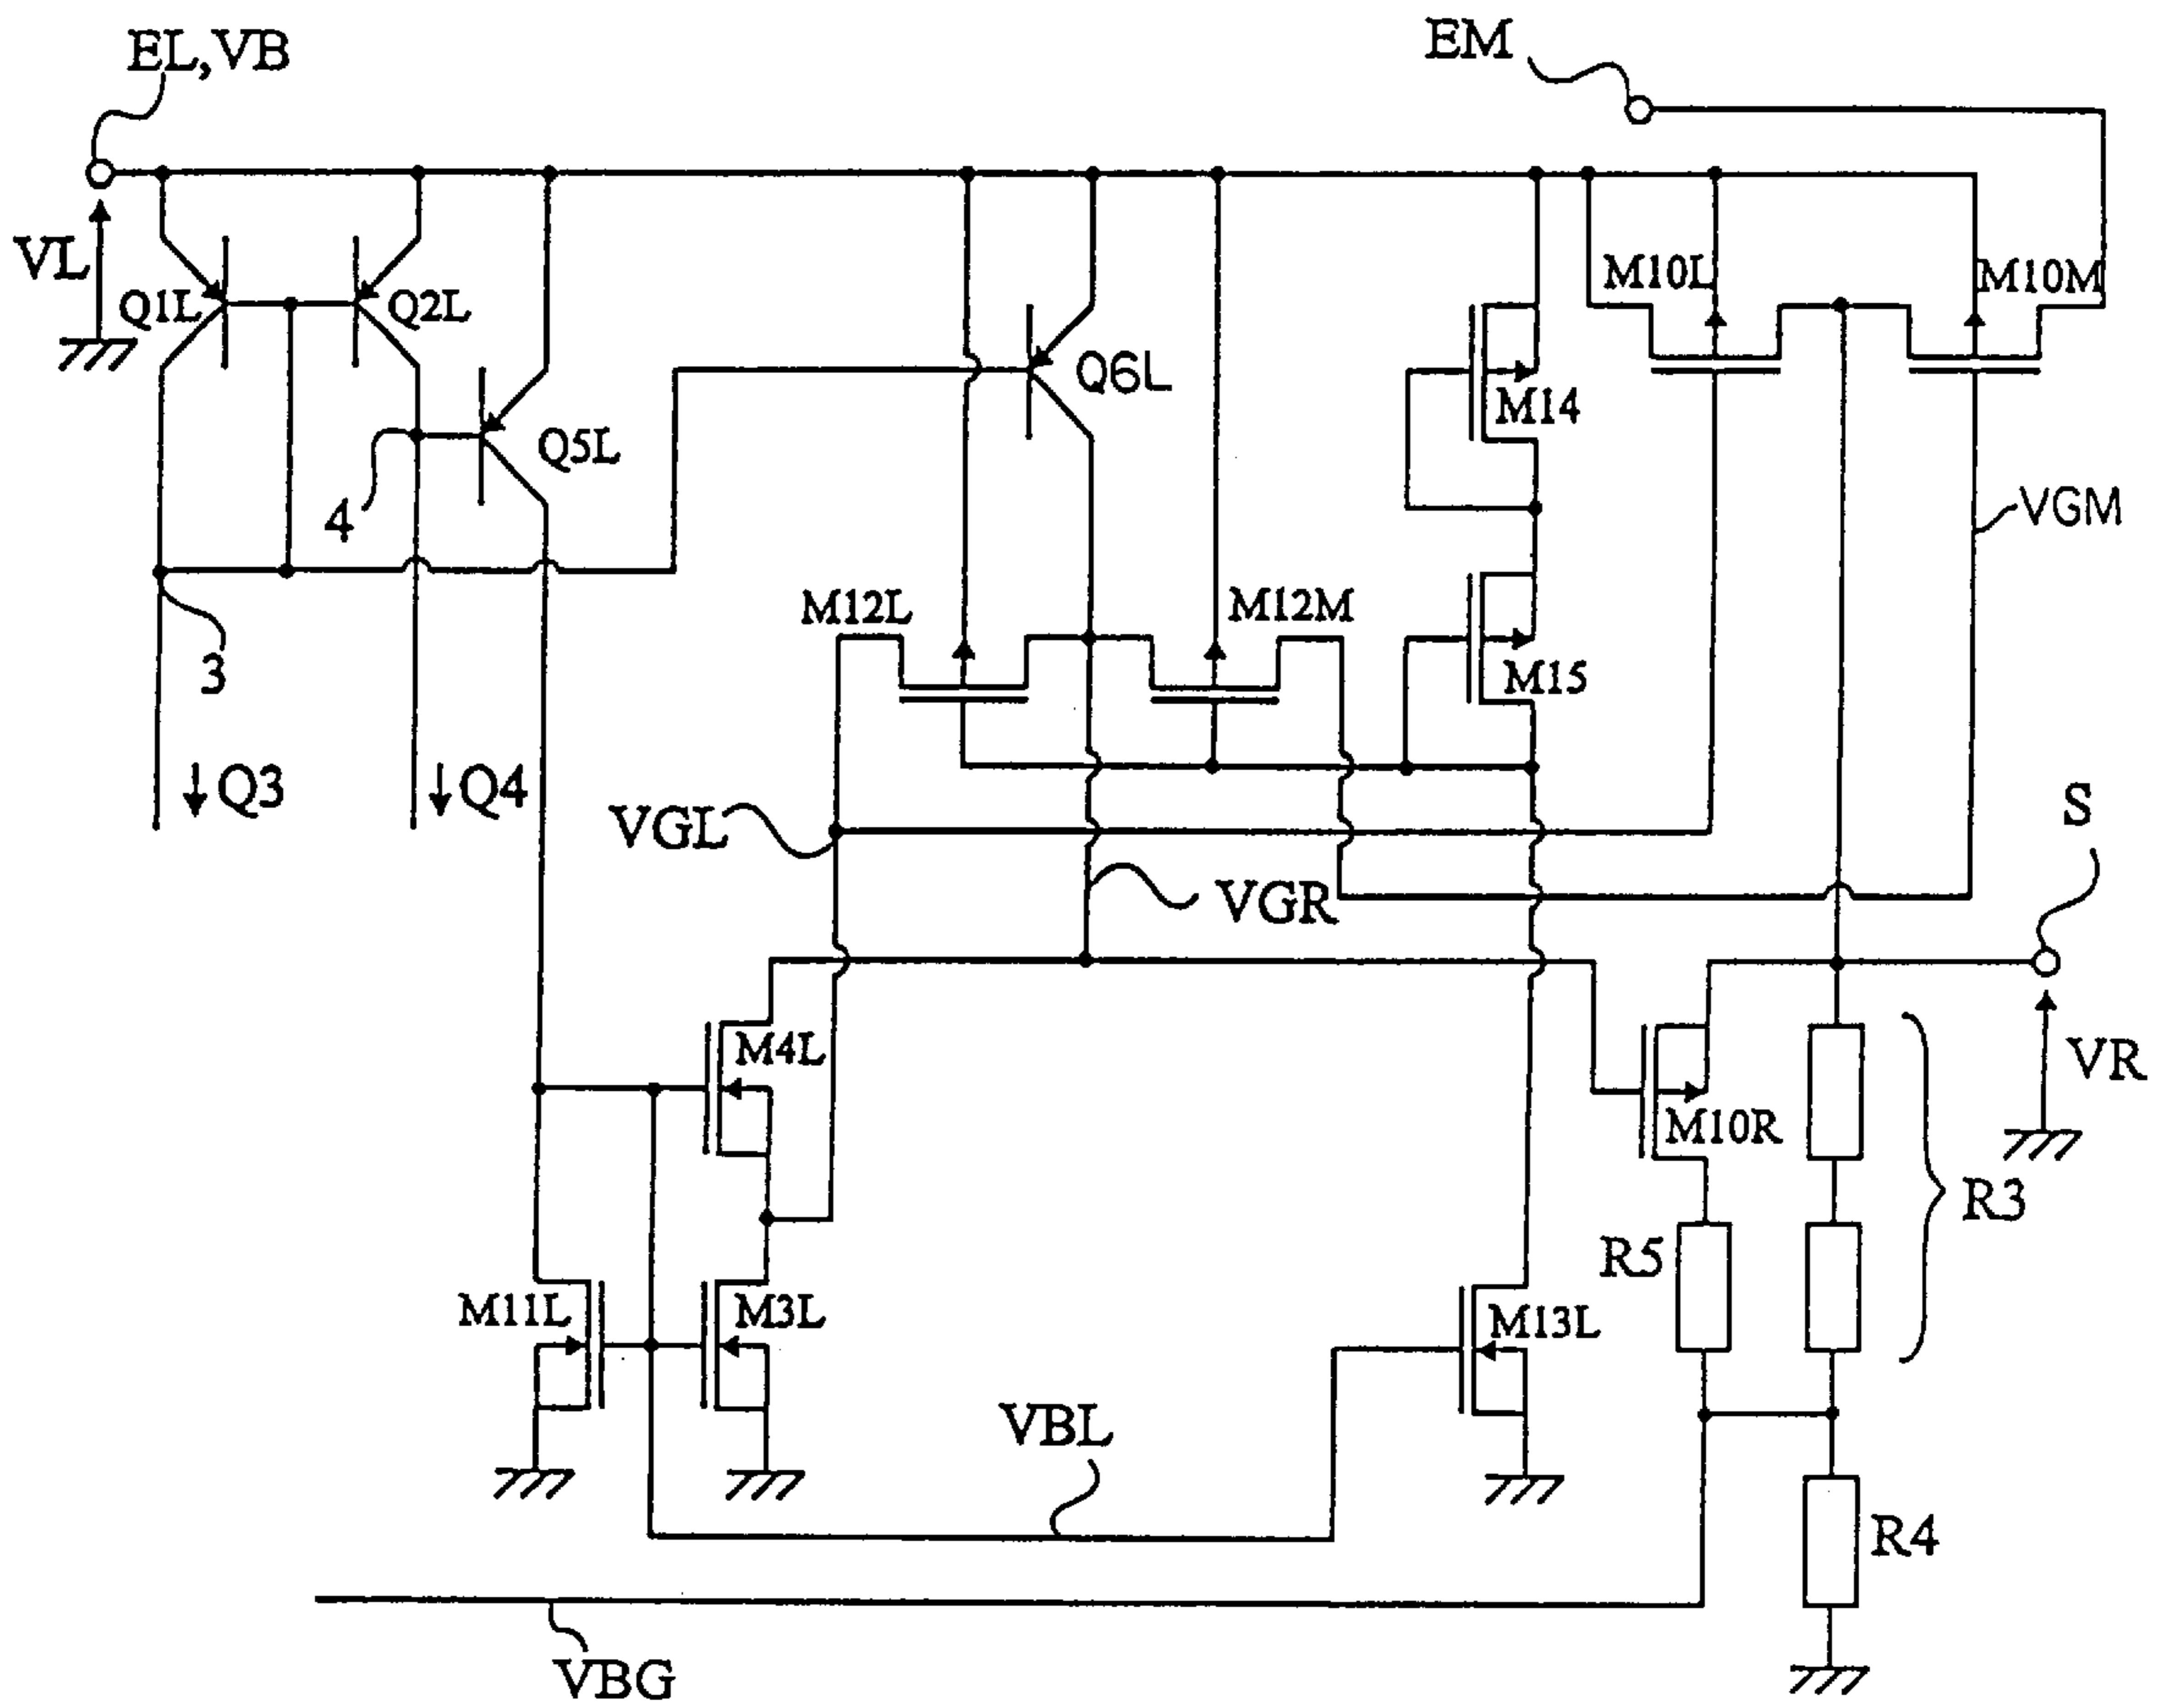 EL,VB
EM
VL
Q1L
Q2L
M10L
M10M
Q6L
M14
Q5L
4
VGM
M12L
M12M
M15
3
Q3
Q4
VGL
S
VGR
M4L
VR
M10R
R3
R5
M11L
M3L
M13L
VBL
R4
VBG